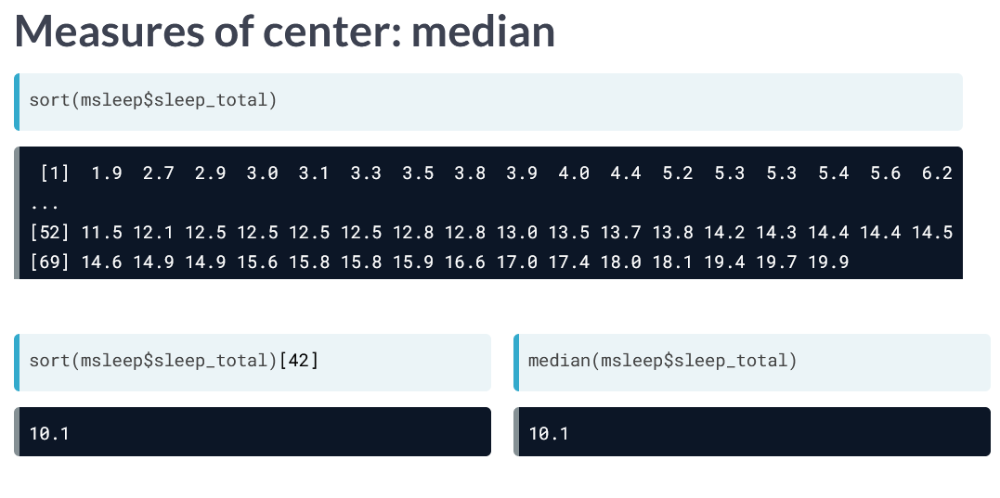 Measures of center: median
sort(msleep$sleep_total)
[1] 1.9 2.7 2.9 3.0 3.1 3.3 3.5 3.8 3.9 4.0 4.4 5.2 5.3 5.3 5.4 5.6 6.2
...
[52] 11.5 12.1 12.5 12.5 12.5 12.5 12.8 12.8 13.0 13.5 13.7 13.8 14.2 14.3 14.4 14.4 14.5
[69] 14.6 14.9 14.9 15.6 15.8 15.8 15.9 16.6 17.0 17.4 18.0 18.1 19.4 19.7 19.9
sort(msleep$sleep_total)[42]
10.1
median(msleep$sleep_total)
10.1